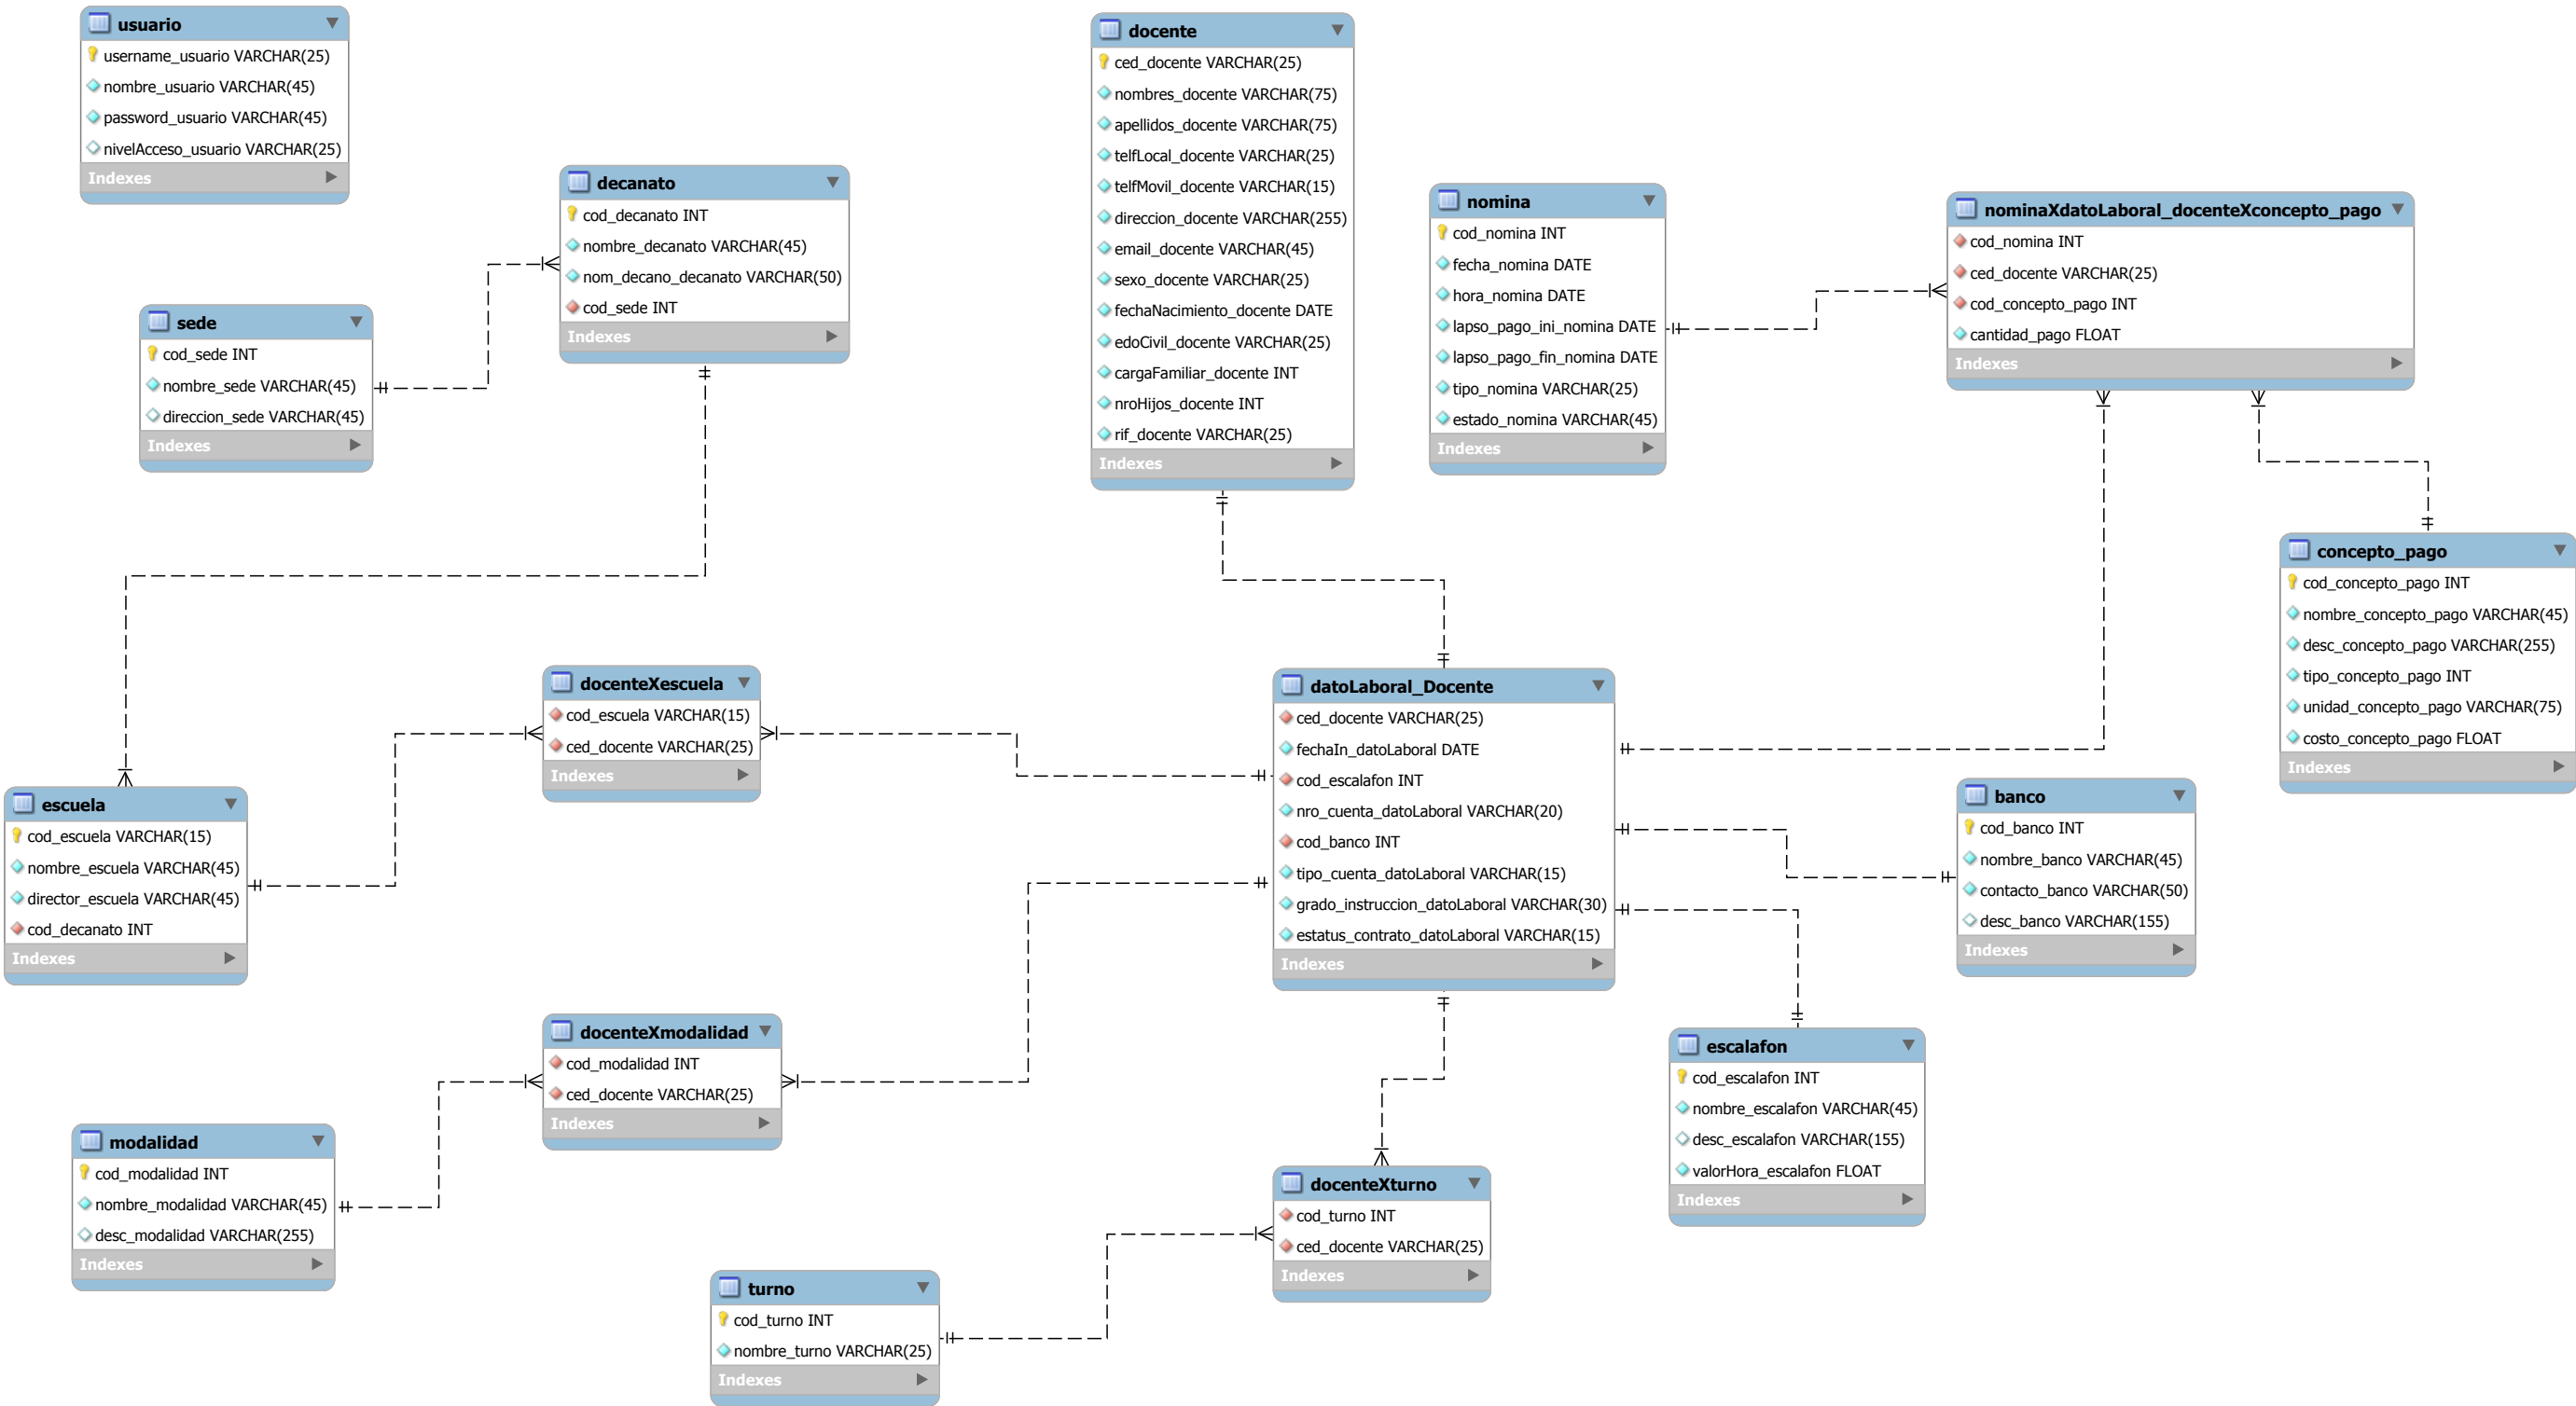 usuario
username_usuario VARCHAR(25)
nombre_usuario VARCHAR(45)
password_usuario VARCHAR(45)
nivelAcceso_usuario VARCHAR(25)
Indexes
decanato
cod_decanato INT
nombre_decanato VARCHAR(45)
nom_decano_decanato VARCHAR(50)
cod_sede INT
Indexes
sede
cod_sede INT
nombre_sede VARCHAR(45)
direccion_sede VARCHAR(45)
Indexes
docente
ced_docente VARCHAR(25)
nombres_docente VARCHAR(75)
apellidos_docente VARCHAR(75)
telfLocal_docente VARCHAR(25)
telfMovil_docente VARCHAR(15)
direccion_docente VARCHAR(255)
email_docente VARCHAR(45)
sexo_docente VARCHAR(25)
fechaNacimiento_docente DATE
edoCivil_docente VARCHAR(25)
cargaFamiliar_docente INT
nroHijos_docente INT
rif_docente VARCHAR(25)
Indexes
nomina
cod_nomina INT
fecha_nomina DATE
hora_nomina DATE
lapso_pago_ini_nomina DATE
lapso_pago_fin_nomina DATE
tipo_nomina VARCHAR(25)
estado_nomina VARCHAR(45)
Indexes
nominaXdatoLaboral_docenteXconcepto_pago
cod_nomina INT
ced_docente VARCHAR(25)
cod_concepto_pago INT
cantidad_pago FLOAT
Indexes
concepto_pago
cod_concepto_pago INT
nombre_concepto_pago VARCHAR(45)
desc_concepto_pago VARCHAR(255)
tipo_concepto_pago INT
unidad_concepto_pago VARCHAR(75)
costo_concepto_pago FLOAT
Indexes
docenteXescuela
cod_escuela VARCHAR(15)
ced_docente VARCHAR(25)
Indexes
datoLaboral_Docente
ced_docente VARCHAR(25)
fechaIn_datoLaboral DATE
cod_escalafon INT
nro_cuenta_datoLaboral VARCHAR(20)
cod_banco INT
tipo_cuenta_datoLaboral VARCHAR(15)
grado_instruccion_datoLaboral VARCHAR(30)
estatus_contrato_datoLaboral VARCHAR(15)
Indexes
escuela
cod_escuela VARCHAR(15)
nombre_escuela VARCHAR(45)
director_escuela VARCHAR(45)
cod_decanato INT
Indexes
banco
cod_banco INT
nombre_banco VARCHAR(45)
contacto_banco VARCHAR(50)
desc_banco VARCHAR(155)
Indexes
docenteXmodalidad
cod_modalidad INT
ced_docente VARCHAR(25)
Indexes
escalafon
cod_escalafon INT
nombre_escalafon VARCHAR(45)
desc_escalafon VARCHAR(155)
valorHora_escalafon FLOAT
Indexes
modalidad
cod_modalidad INT
nombre_modalidad VARCHAR(45)
desc_modalidad VARCHAR(255)
Indexes
docenteXturno
cod_turno INT
ced_docente VARCHAR(25)
Indexes
turno
cod_turno INT
nombre_turno VARCHAR(25)
Indexes